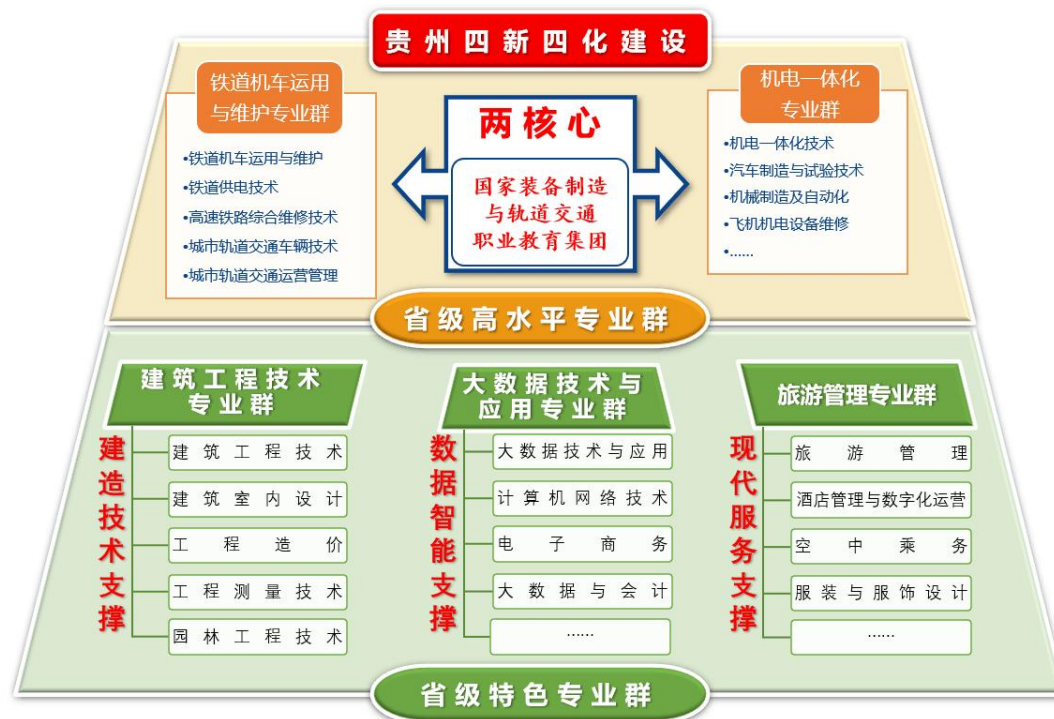 贵州四新四化建设
铁道机车运用
与维护专业群
•铁道机车运用与维护
•铁道供电技术
•高速铁路综合维修技术
•城市轨道交通车辆技术
•城市轨道交通运营管理
两核心
国家装备制造
与轨道交通
职业教育集团
机电一体化
专业群
•机电一体化技术
•汽车制造与试验技术
•机械制造及自动化
•飞机机电设备维修
•......
省级高水平专业群
建筑工程技术
专业群
建造技术支撑
建筑工程技术
建筑室内设计
工程造价
工程测量技术
园林工程技术
大数据技术与
应用专业群
数据智能支撑
大数据技术与应用
计算机网络技术
电子商务
大数据与会计
......
旅游管理专业群
现代服务支撑
旅游管理
酒店管理与数字化运营
空中乘务
服装与服饰设计
......
省级特色专业群